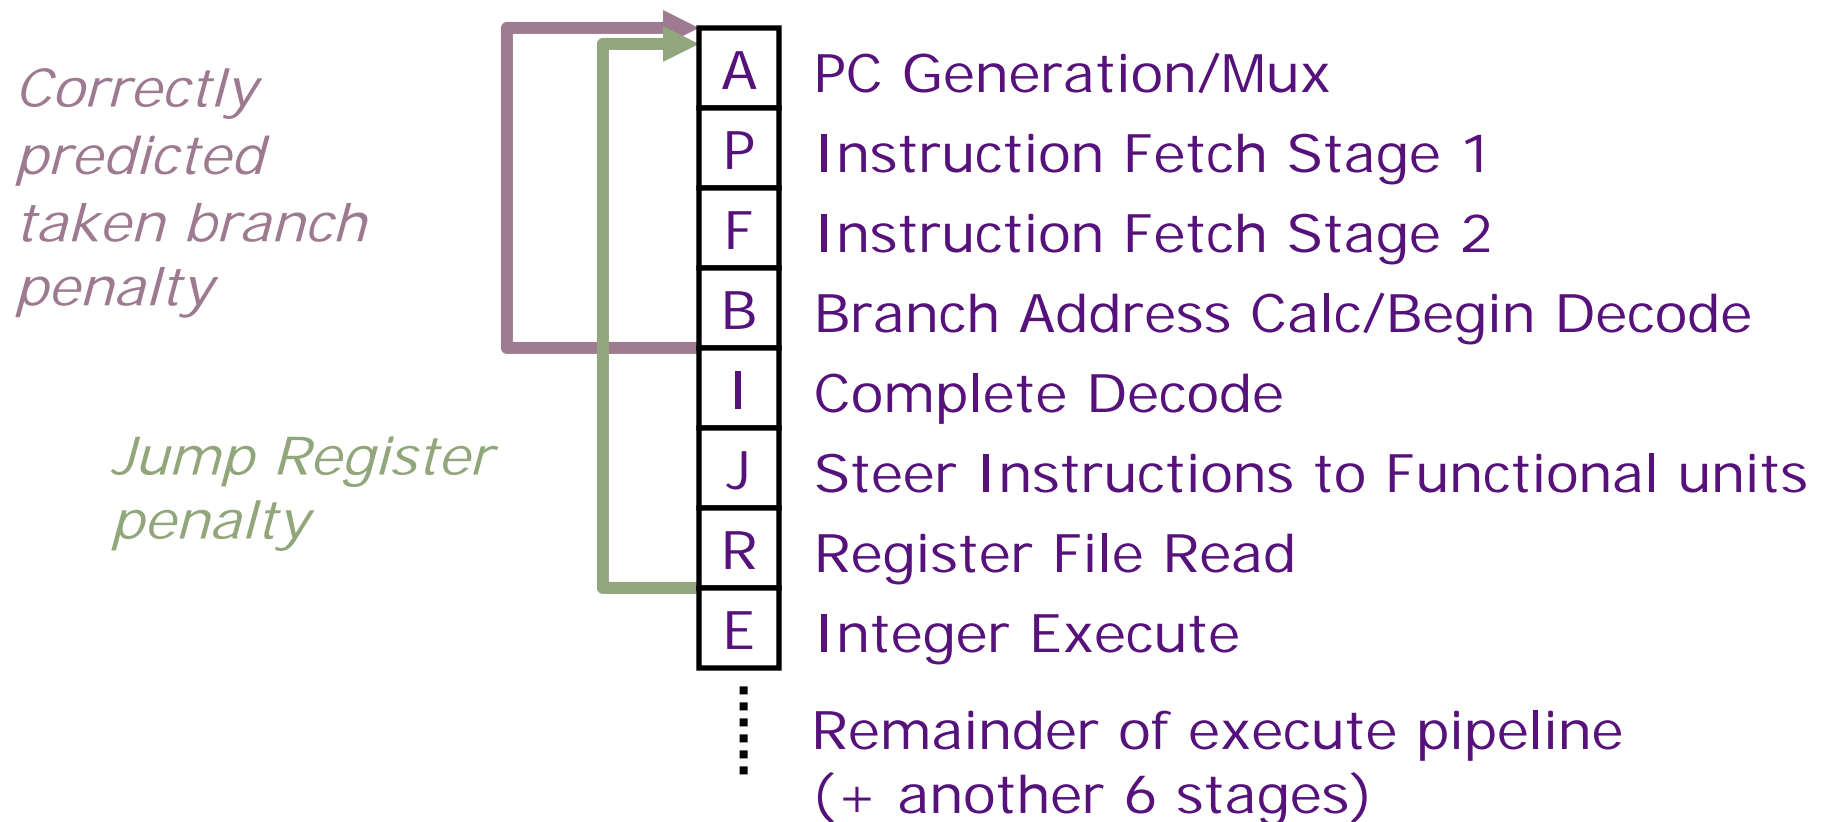 Correctly
predicted
taken branch
penalty
Jump Register
penalty
A PC Generation/Mux
P Instruction Fetch Stage 1
F Instruction Fetch Stage 2
B Branch Address Calc/Begin Decode
I Complete Decode
J Steer Instructions to Functional units
R Register File Read
E Integer Execute
Remainder of execute pipeline
(+ another 6 stages)